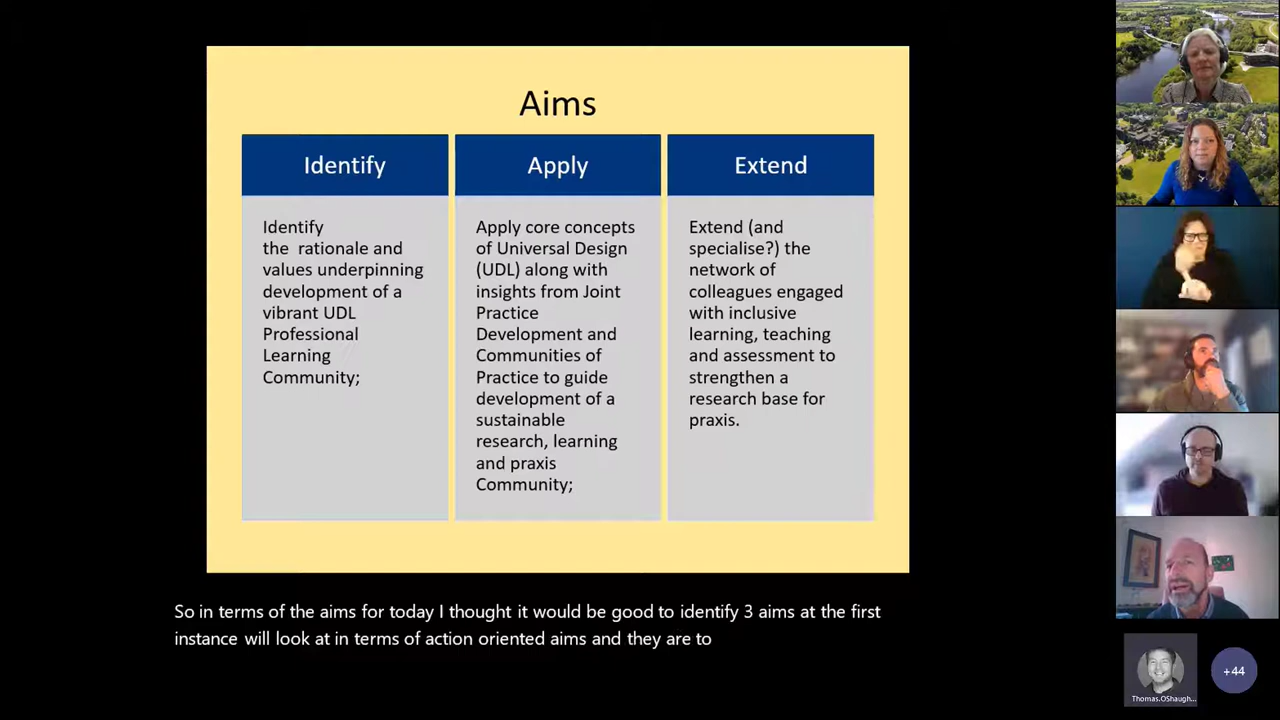 Aims
Identify
Identify
the rationale and
values underpinning
development of a
vibrant UDL
Professional
Learning
Community;
Apply
Apply core concepts
of Universal Design
(UDL) along with
insights from Joint
Practice
Development and
Communities of
Practice to guide
development of a
sustainable
research, learning
and praxis
Community;
Extend
Extend (and
specialise?) the
network of
colleagues engaged
with inclusive
learning, teaching
and assessment to
strengthen a
research base for
praxis.
So in terms of the aims for today I thought it would be good to identify 3 aims at the first
instance will look at in terms of action oriented aims and they are to
Thomas.OShaugh...
+44